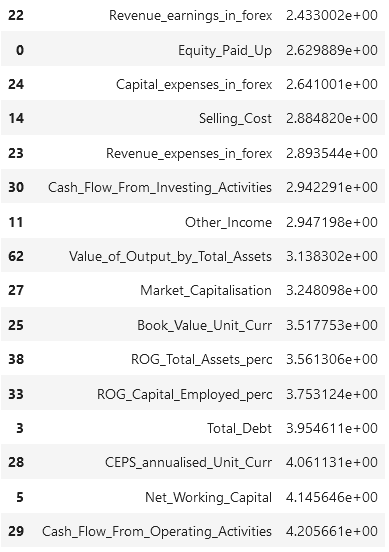 22 Revenue_earnings_in_forex 2.433002e+00
0 Equity_Paid_Up 2.629889e+00
24 Capital_expenses_in_forex 2.641001e+00
14 Selling_Cost 2.884820e+00
23 Revenue_expenses_in_forex 2.893544e+00
30 Cash_Flow_From_Investing_Activities 2.942291e+00
11 Other_Income 2.947198e+00
62 Value_of_Output_by_Total_Assets 3.138302e+00
27 Market_Capitalisation 3.248098e+00
25 Book_Value_Unit_Curr 3.517753e+00
38 ROG_Total_Assets_perc 3.561306e+00
33 ROG_Capital_Employed_perc 3.753124e+00
3 Total_Debt 3.954611e+00
28 CEPS_annualised_Unit_Curr 4.061131e+00
5 Net_Working_Capital 4.145646e+00
29 Cash_Flow_From_Operating_Activities 4.205661e+00